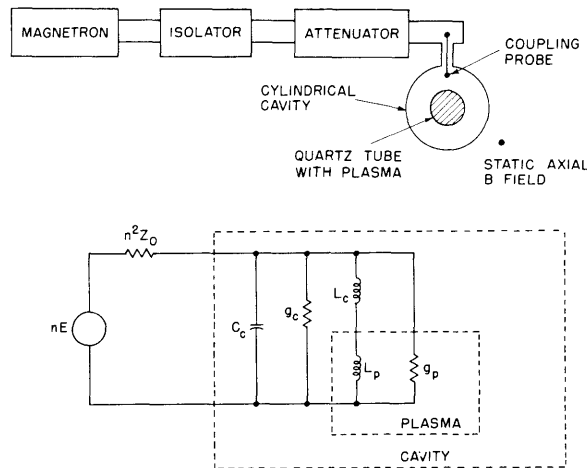 MAGNETRON
ISOLATOR
ATTENUATOR
COUPLING
PROBE
CYLINDRICAL
CAVITY
QUARTZ TUBE
WITH PLASMA
STATIC AXIAL
B FIELD
n²Z₀
nE
C_c
g_c
L_c
L_p
g_p
PLASMA
CAVITY